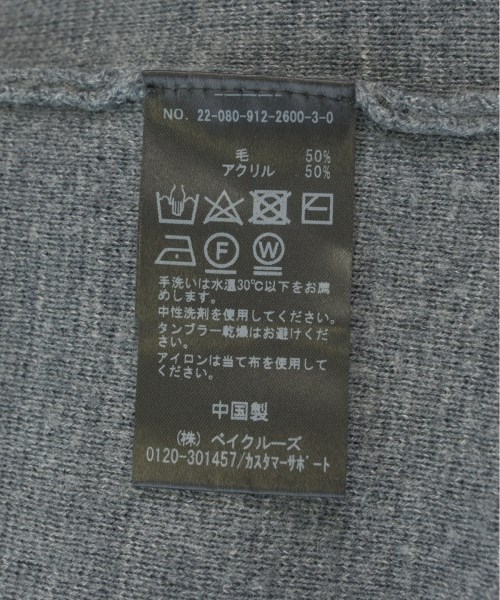 NO. 22-080-912-2600-3-0
毛 50%
アクリル 50%
F W
手洗いは水温30℃以下をお薦
めします。
中性洗剤を使用してください。
タンブラー乾燥はお避けくださ
い。
アイロンは当て布を使用して
ください。
中国製
(株) ベイクルーズ
0120-301457/カスタマーサポート